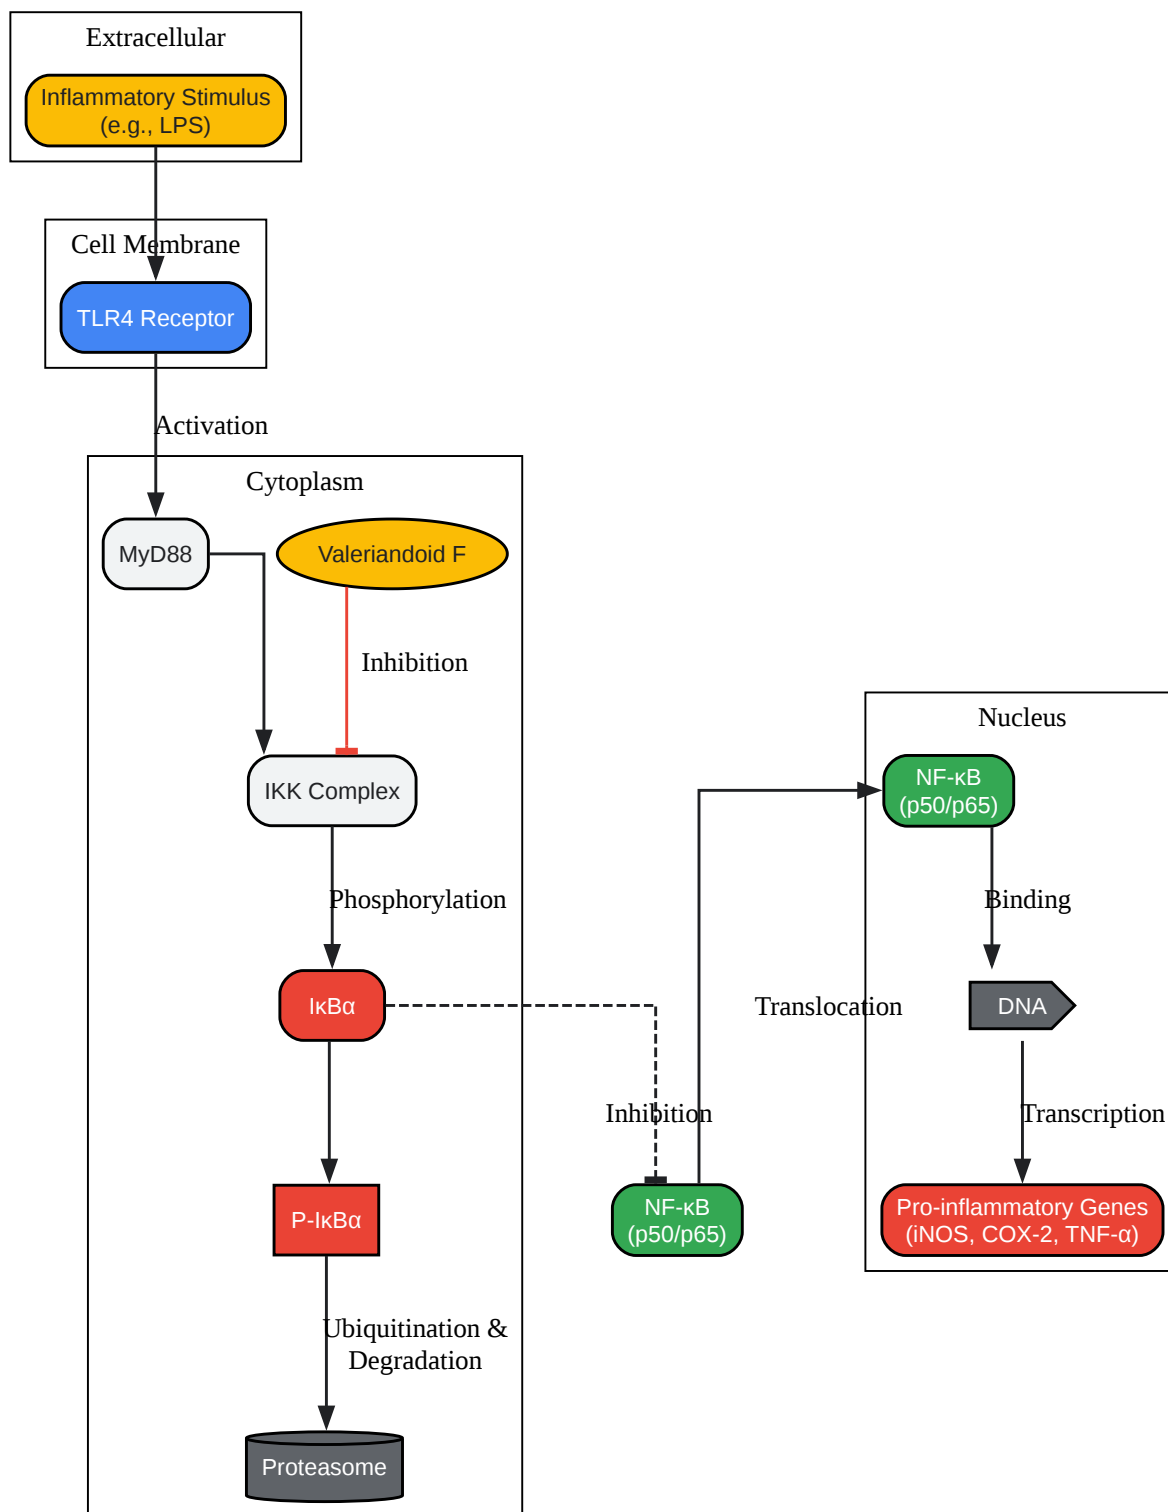 Extracellular
Inflammatory Stimulus
(e.g., LPS)
Cell Membrane
TLR4 Receptor
Activation
Cytoplasm
MyD88
Valeriandoid F
Inhibition
IKK Complex
Phosphorylation
IκBα
P-IκBα
Ubiquitination &
Degradation
Proteasome
Inhibition
NF-κB
(p50/p65)
Translocation
Nucleus
NF-κB
(p50/p65)
Binding
DNA
Transcription
Pro-inflammatory Genes
(iNOS, COX-2, TNF-α)